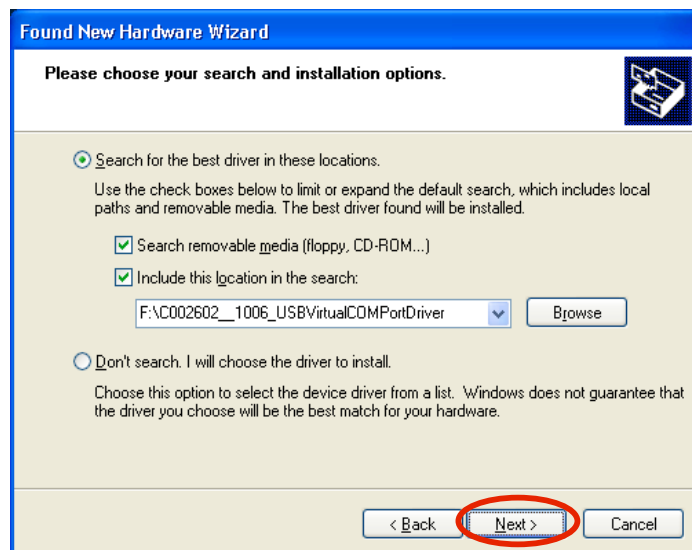 Found New Hardware Wizard
Please choose your search and installation options.
Search for the best driver in these locations.
Use the check boxes below to limit or expand the default search, which includes local
paths and removable media. The best driver found will be installed.
Search removable media (floppy, CD-ROM...)
Include this location in the search:
F:\C002602__1006_USBVirtualCOMPortDriver
Browse
Don't search. I will choose the driver to install.
Choose this option to select the device driver from a list. Windows does not guarantee that
the driver you choose will be the best match for your hardware.
< Back Next > Cancel